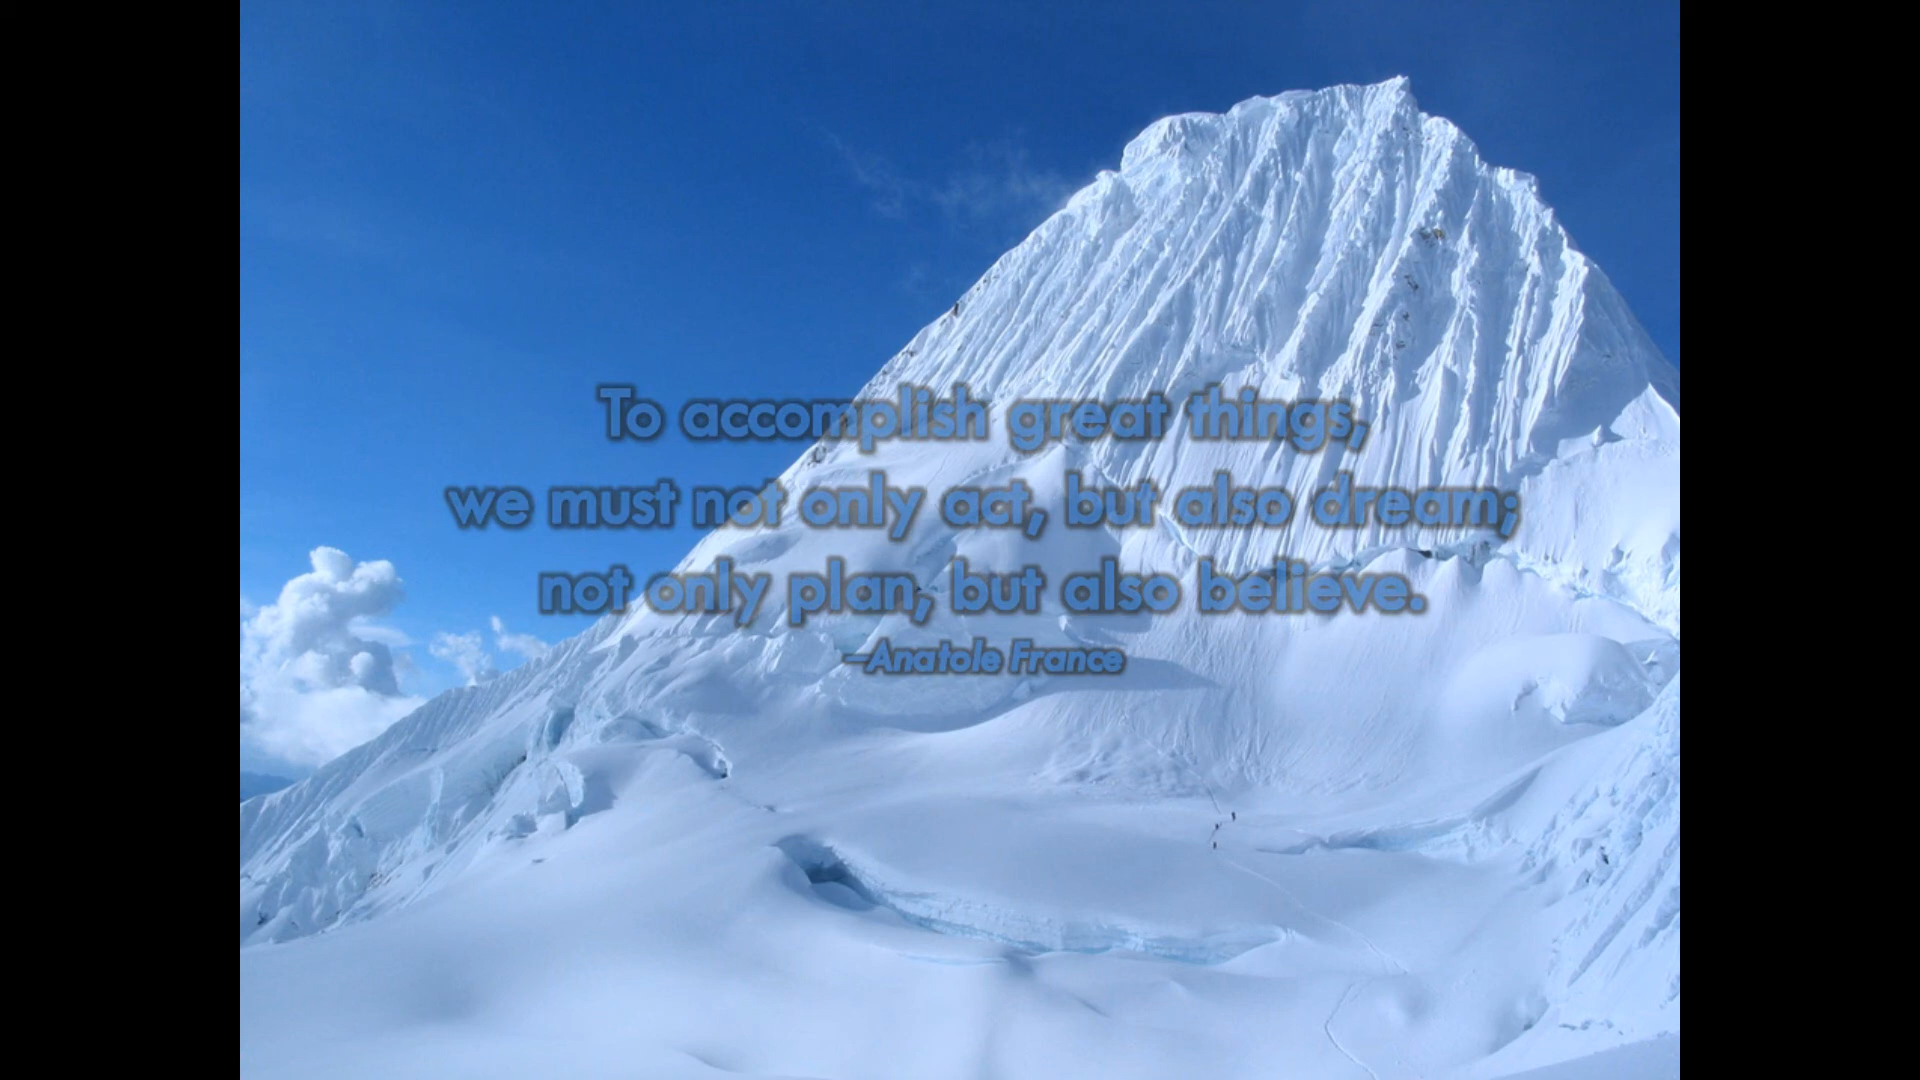 To accomplish great things,
we must not only act, but also dream;
not only plan, but also believe.
–Anatole France